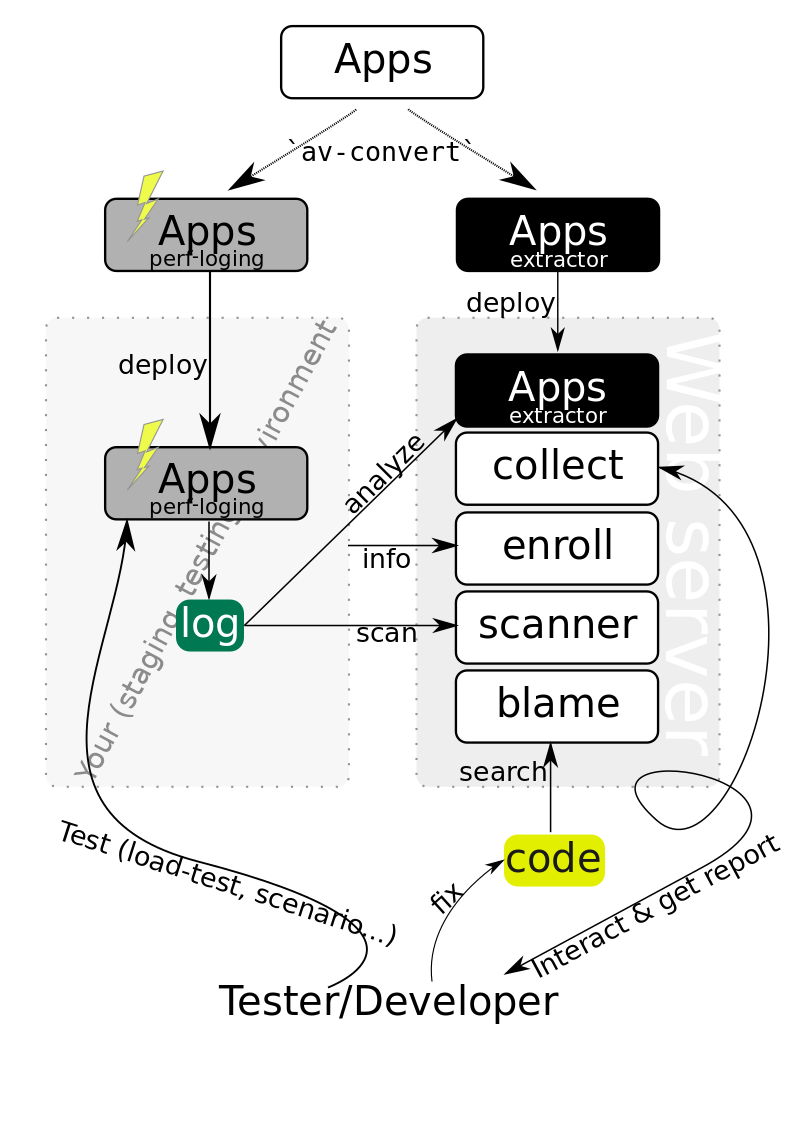 Apps
`av-convert`
Apps
perf-loging
Apps
extractor
deploy
deploy
Your (staging, testing
vironment
Web server
Apps
perf-loging
log
Apps
extractor
collect
enroll
scanner
blame
analyze
info
scan
search
code
fix
Test (load-test, scenario...)
Interact & get report
Tester/Developer